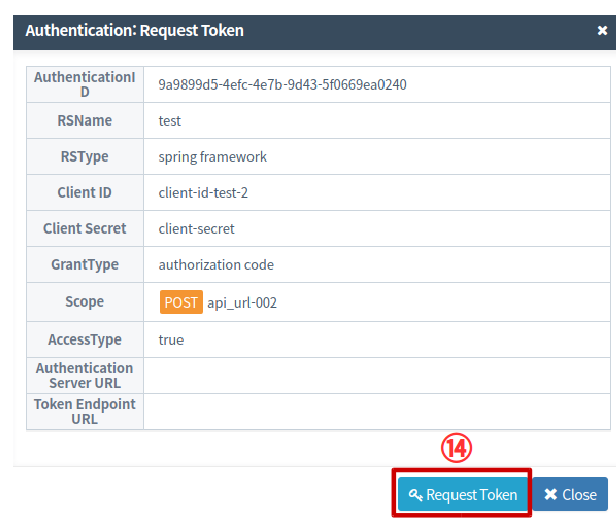 Authentication: Request Token
AuthenticationI
D
9a9899d5-4efc-4e7b-9d43-5f0669ea0240
RSName
test
RSType
spring framework
Client ID
client-id-test-2
Client Secret
client-secret
GrantType
authorization code
Scope
POST api_url-002
AccessType
true
Authentication
Server URL
Token Endpoint
URL
⑭
Request Token
Close